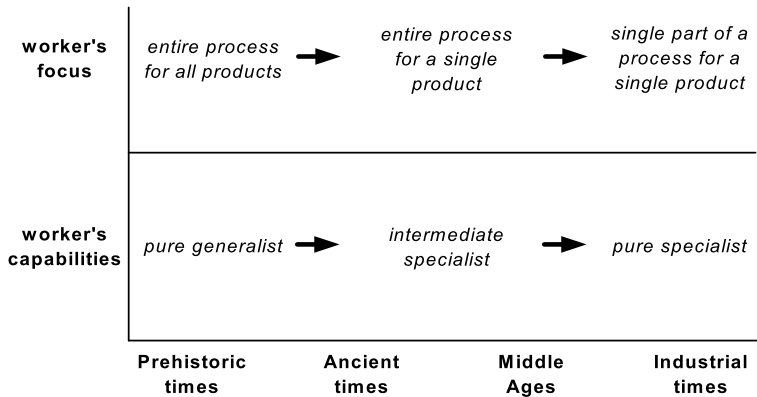 worker's
focus
entire process
for all products
entire process
for a single
product
single part of a
process for a
single product
worker's
capabilities
pure generalist
intermediate
specialist
pure specialist
Prehistoric
times
Ancient
times
Middle
Ages
Industrial
times